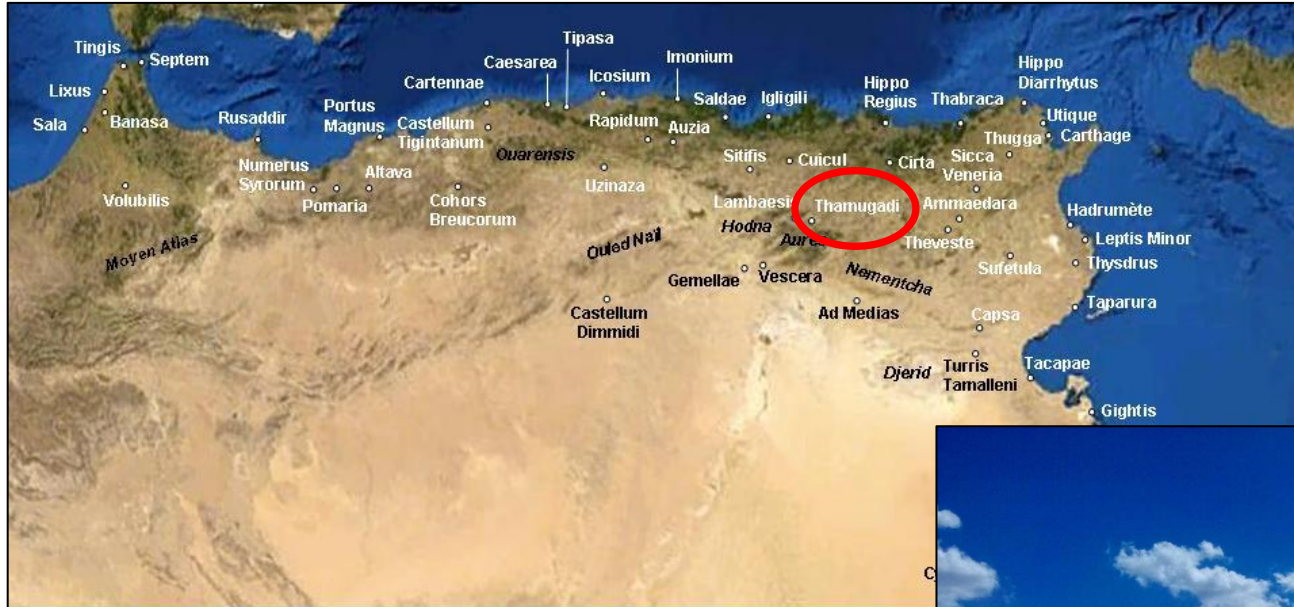 Tingis
Septem
Lixus
Banasa
Sala
Volubilis
Moyen Atlas
Rusaddir
Numerus
Syrorum
Pomaria
Portus
Magnus
Altava
Cartennae
Castellum
Tigintanum
Cohors
Breucorum
Caesarea
Tipasa
Icosium
Ouarensis
Uzinaza
Rapidum
Auzia
Imonium
Saldae
Igligili
Sitifis
Cuicul
Hippo
Regius
Cirta
Thabraca
Hippo
Diarrhytus
Utique
Carthage
Thugga
Sicca
Veneria
Lambaesis
Thamugadi
Ammaedara
Theveste
Hodna
Aure
Nementcha
Ouled Naïl
Gemellae
Vescera
Castellum
Dimmidi
Ad Medias
Sufetula
Hadrumète
Leptis Minor
Thysdrus
Taparura
Capsa
Djerid
Turris
Tamalleni
Tacapae
Gightis